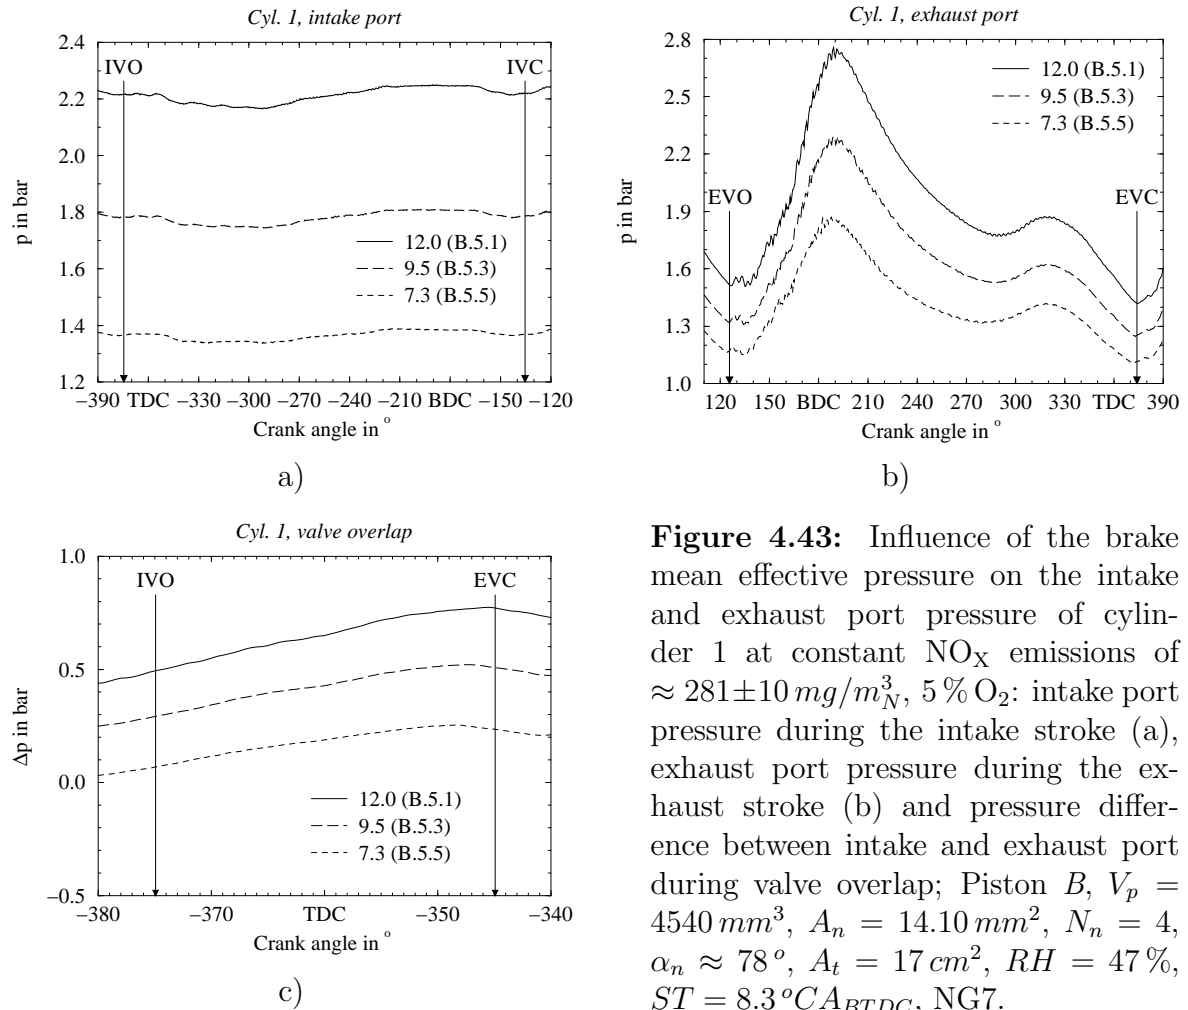 Cyl. 1, intake port
2.4
2.2
2.0
1.8
1.6
1.4
1.2
p in bar
IVO
IVC
12.0 (B.5.1)
9.5 (B.5.3)
7.3 (B.5.5)
−390 TDC −330 −300 −270 −240 −210 BDC −150 −120
Crank angle in °
a)
Cyl. 1, exhaust port
2.8
2.5
2.2
1.9
1.6
1.3
1.0
p in bar
EVO
EVC
12.0 (B.5.1)
9.5 (B.5.3)
7.3 (B.5.5)
120 150 BDC 210 240 270 300 330 TDC 390
Crank angle in °
b)
Cyl. 1, valve overlap
1.0
0.5
0.0
−0.5
Δp in bar
IVO
EVC
12.0 (B.5.1)
9.5 (B.5.3)
7.3 (B.5.5)
−380 −370 TDC −350 −340
Crank angle in °
c)
Figure 4.43: Influence of the brake
mean effective pressure on the intake
and exhaust port pressure of cylin-
der 1 at constant NOX emissions of
≈ 281±10 mg/m³N, 5 % O2: intake port
pressure during the intake stroke (a),
exhaust port pressure during the ex-
haust stroke (b) and pressure differ-
ence between intake and exhaust port
during valve overlap; Piston B, Vp =
4540 mm³, An = 14.10 mm², Nn = 4,
αn ≈ 78 °, At = 17 cm², RH = 47 %,
ST = 8.3 °CABTDC, NG7.